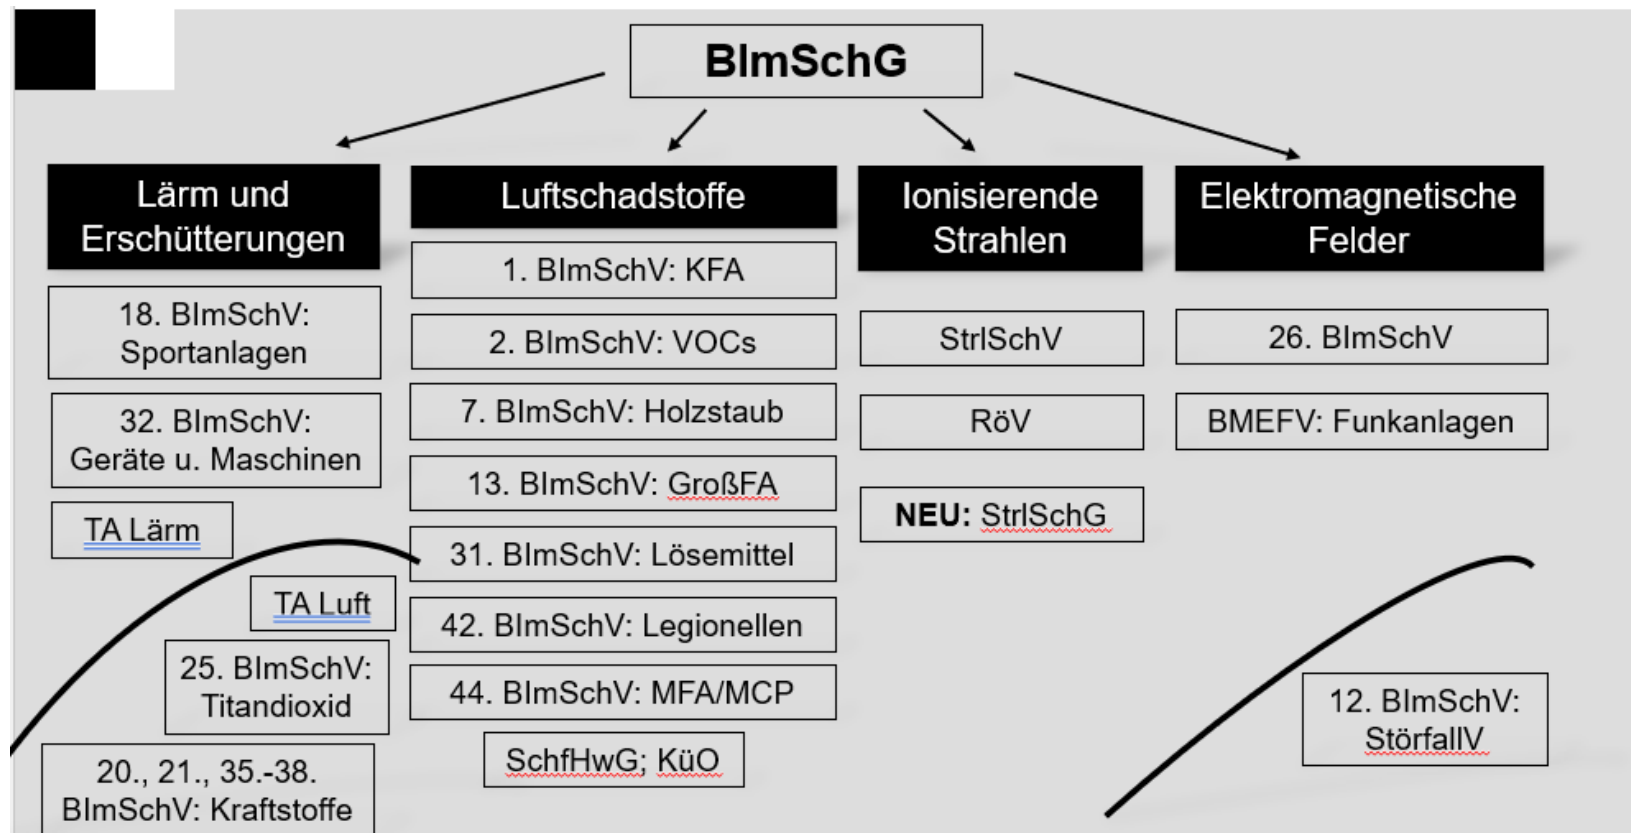 BImSchG
Lärm und
Erschütterungen
18. BImSchV:
Sportanlagen
32. BImSchV:
Geräte u. Maschinen
TA Lärm
Luftschadstoffe
1. BImSchV: KFA
2. BImSchV: VOCs
7. BImSchV: Holzstaub
13. BImSchV: GroßFA
31. BImSchV: Lösemittel
42. BImSchV: Legionellen
44. BImSchV: MFA/MCP
SchfHwG; KüO
TA Luft
25. BImSchV:
Titandioxid
20., 21., 35.-38.
BImSchV: Kraftstoffe
Ionisierende
Strahlen
StrlSchV
RöV
NEU: StrlSchG
Elektromagnetische
Felder
26. BImSchV
BMEFV: Funkanlagen
12. BImSchV:
StörfallV